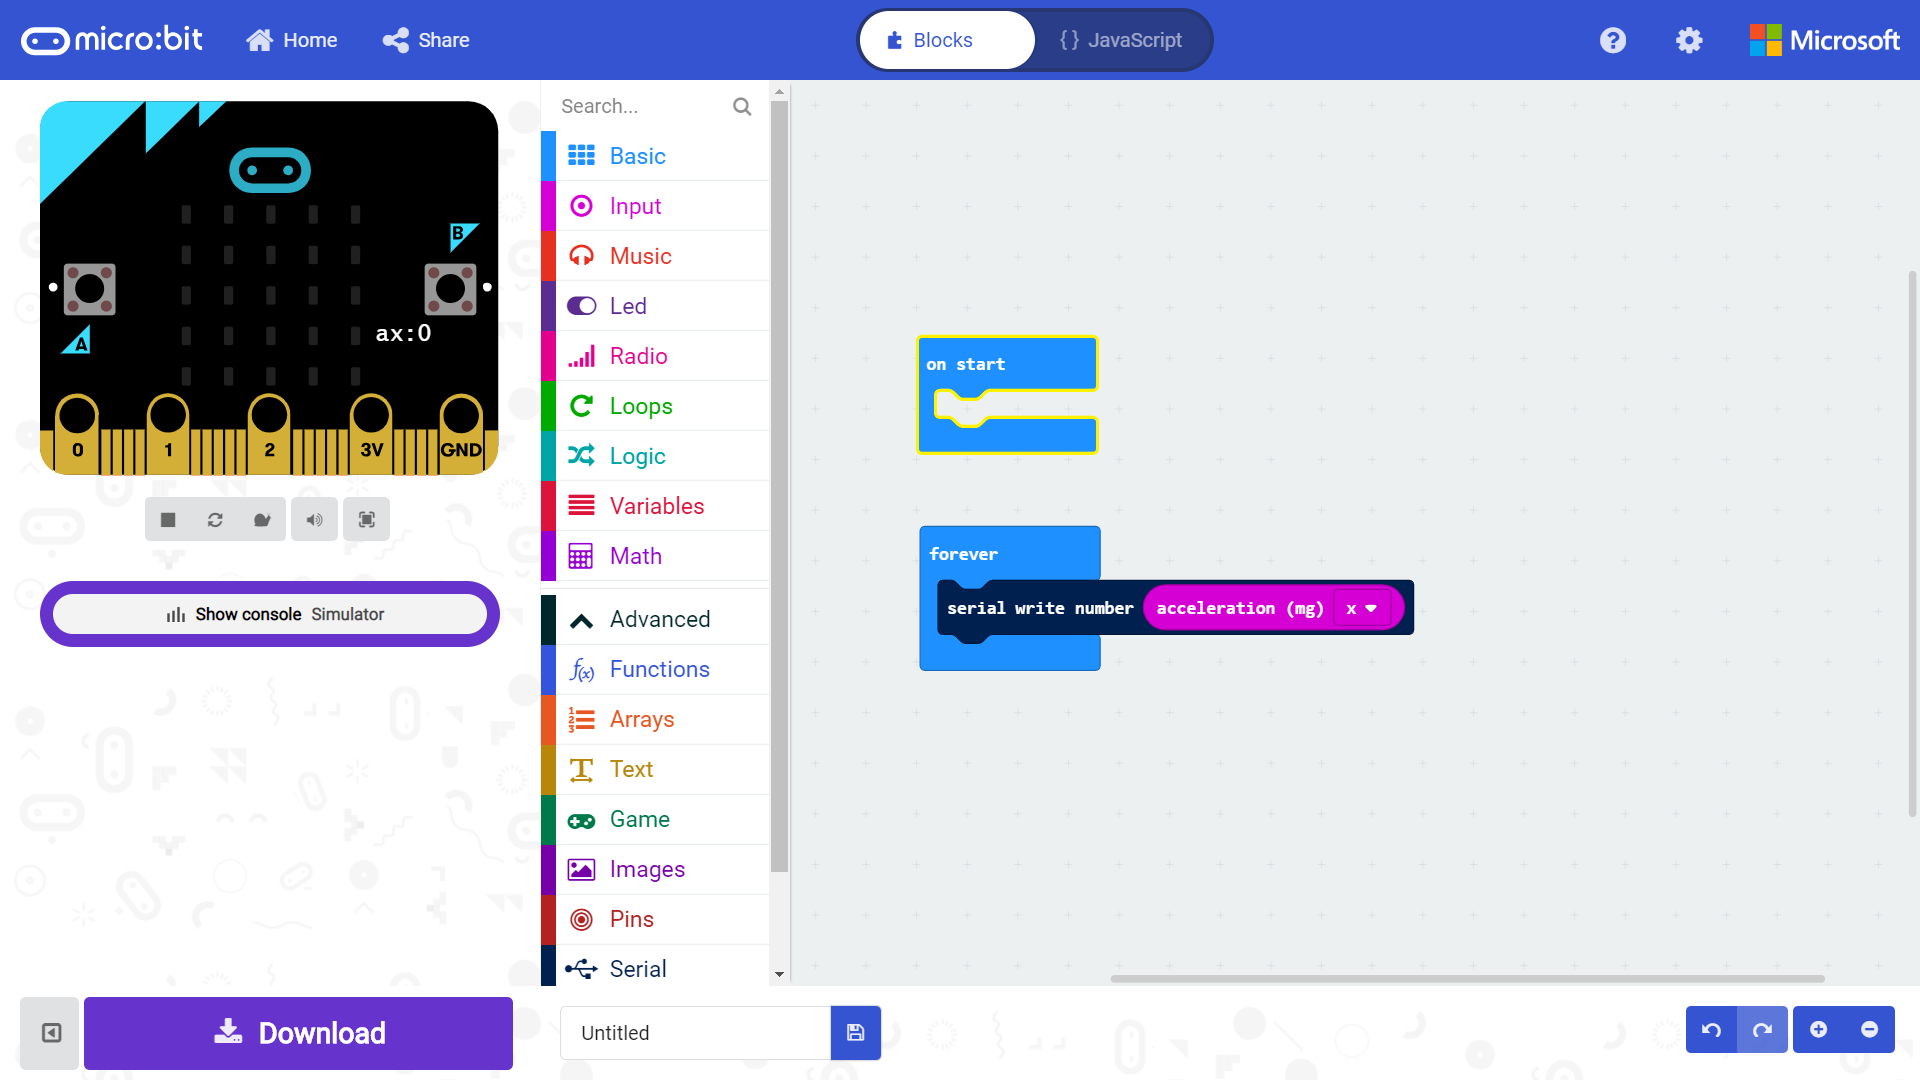 micro:bit
Home
Share
Blocks
{ } JavaScript
Microsoft
B
A
ax:0
0
1
2
3V
GND
Show console Simulator
Download
Search...
Basic
Input
Music
Led
Radio
Loops
Logic
Variables
Math
Advanced
Functions
Arrays
Text
Game
Images
Pins
Serial
on start
forever
serial write number acceleration (mg) x
Untitled